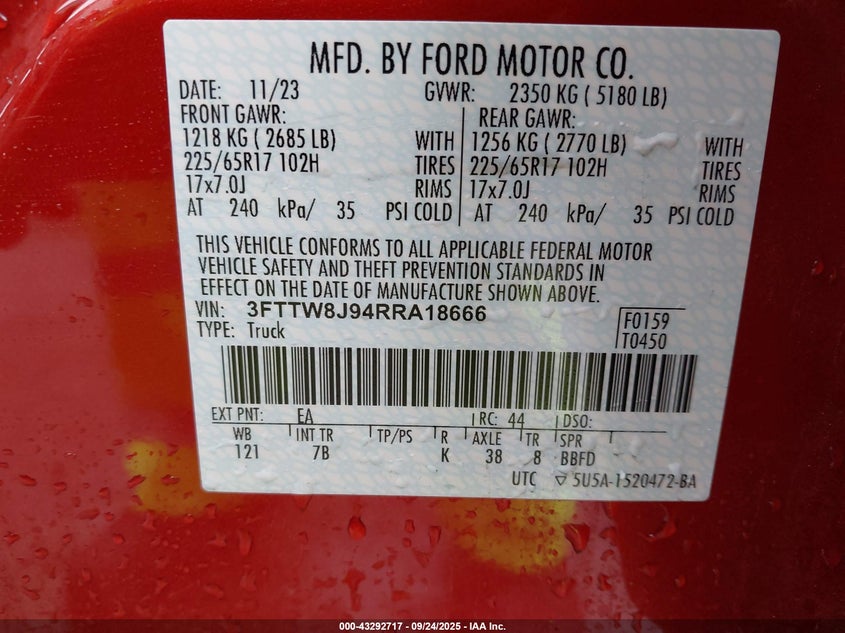 MFD. BY FORD MOTOR CO.
DATE: 11/23 GVWR: 2350 KG ( 5180 LB)
FRONT GAWR: REAR GAWR:
1218 KG ( 2685 LB) WITH 1256 KG ( 2770 LB) WITH
225/65R17 102H TIRES 225/65R17 102H TIRES
17x7.0J RIMS 17x7.0J RIMS
AT 240 kPa/ 35 PSI COLD AT 240 kPa/ 35 PSI COLD
THIS VEHICLE CONFORMS TO ALL APPLICABLE FEDERAL MOTOR
VEHICLE SAFETY AND THEFT PREVENTION STANDARDS IN
EFFECT ON THE DATE OF MANUFACTURE SHOWN ABOVE.
VIN: 3FTTW8J94RRA18666 F0159
TYPE: Truck T0450
EXT PNT: EA RC: 44 DSO:
WB INT TR TP/PS R AXLE TR SPR
121 7B K 38 8 BBFD
UTC ▽ 5U5A-1520472-BA
000-43292717 - 09/24/2025 - IAA Inc.